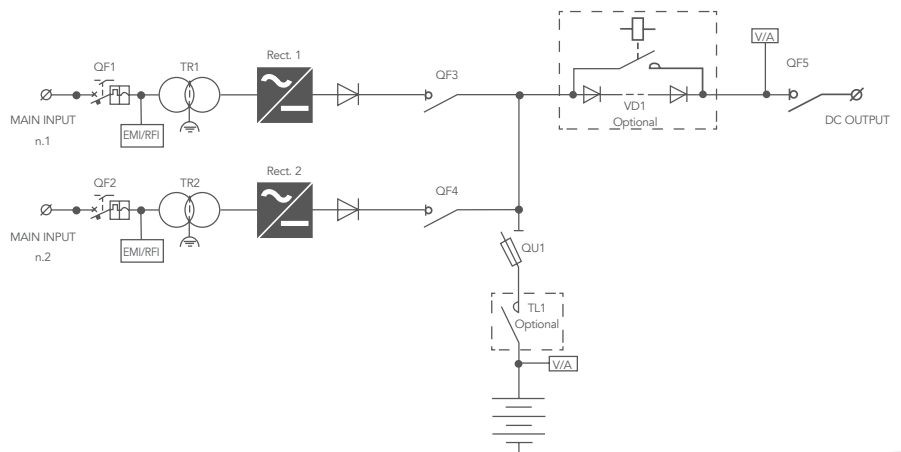 Rect. 1
QF1
TR1
QF3
V/A
QF5
MAIN INPUT
n.1
EMI/RFI
VD1
Optional
DC OUTPUT
Rect. 2
QF2
TR2
QF4
MAIN INPUT
n.2
EMI/RFI
QU1
TL1
Optional
V/A